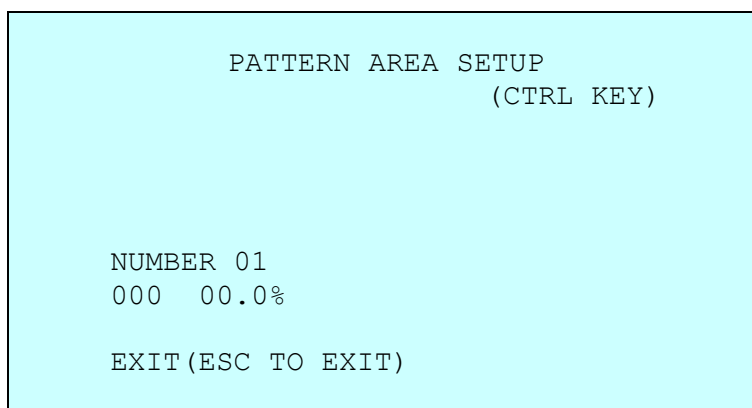 PATTERN AREA SETUP
(CTRL KEY)
NUMBER 01
000 00.0%
EXIT(ESC TO EXIT)